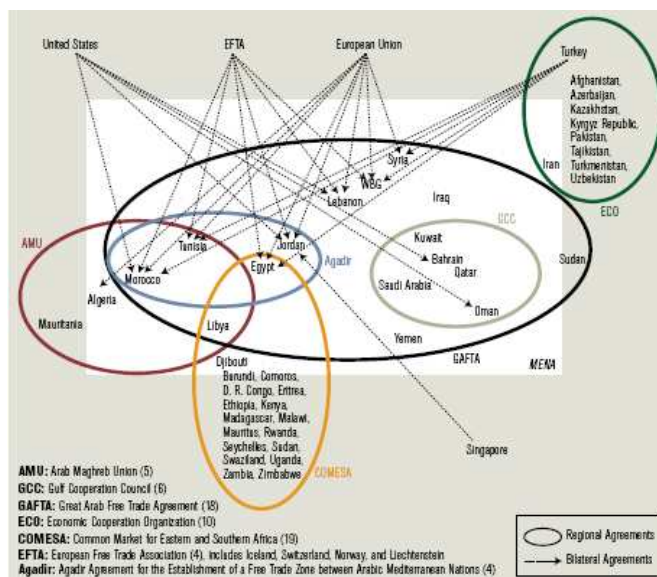 United States
EFTA
European Union
Turkey
Afghanistan,
Azerbaijan,
Kazakhstan,
Kyrgyz Republic,
Pakistan,
Tajikistan,
Turkmenistan,
Uzbekistan
Iran
ECO
Syria
WBG
Lebanon
Iraq
GCC
Kuwait
Bahrain
Qatar
Saudi Arabia
Oman
Sudan
AMU
Tunisia
Jordan
Agadir
Egypt
Morocco
Algeria
Mauritania
Libya
Yemen
GAFTA
MENA
Djibouti
Burundi, Comoros,
D. R. Congo, Eritrea,
Ethiopia, Kenya,
Madagascar, Malawi,
Mauritus, Rwanda,
Seychelles, Sudan,
Swaziland, Uganda,
Zambia, Zimbabwe
COMESA
Singapore
AMU: Arab Maghreb Union (5)
GCC: Gulf Cooperation Council (6)
GAFTA: Great Arab Free Trade Agreement (18)
ECO: Economic Cooperation Organization (10)
COMESA: Common Market for Eastern and Southern Africa (19)
EFTA: European Free Trade Association (4), includes Iceland, Switzerland, Norway, and Liechtenstein
Agadir: Agadir Agreement for the Establishment of a Free Trade Zone between Arabic Mediterranean Nations (4)
Regional Agreements
Bilateral Agreements